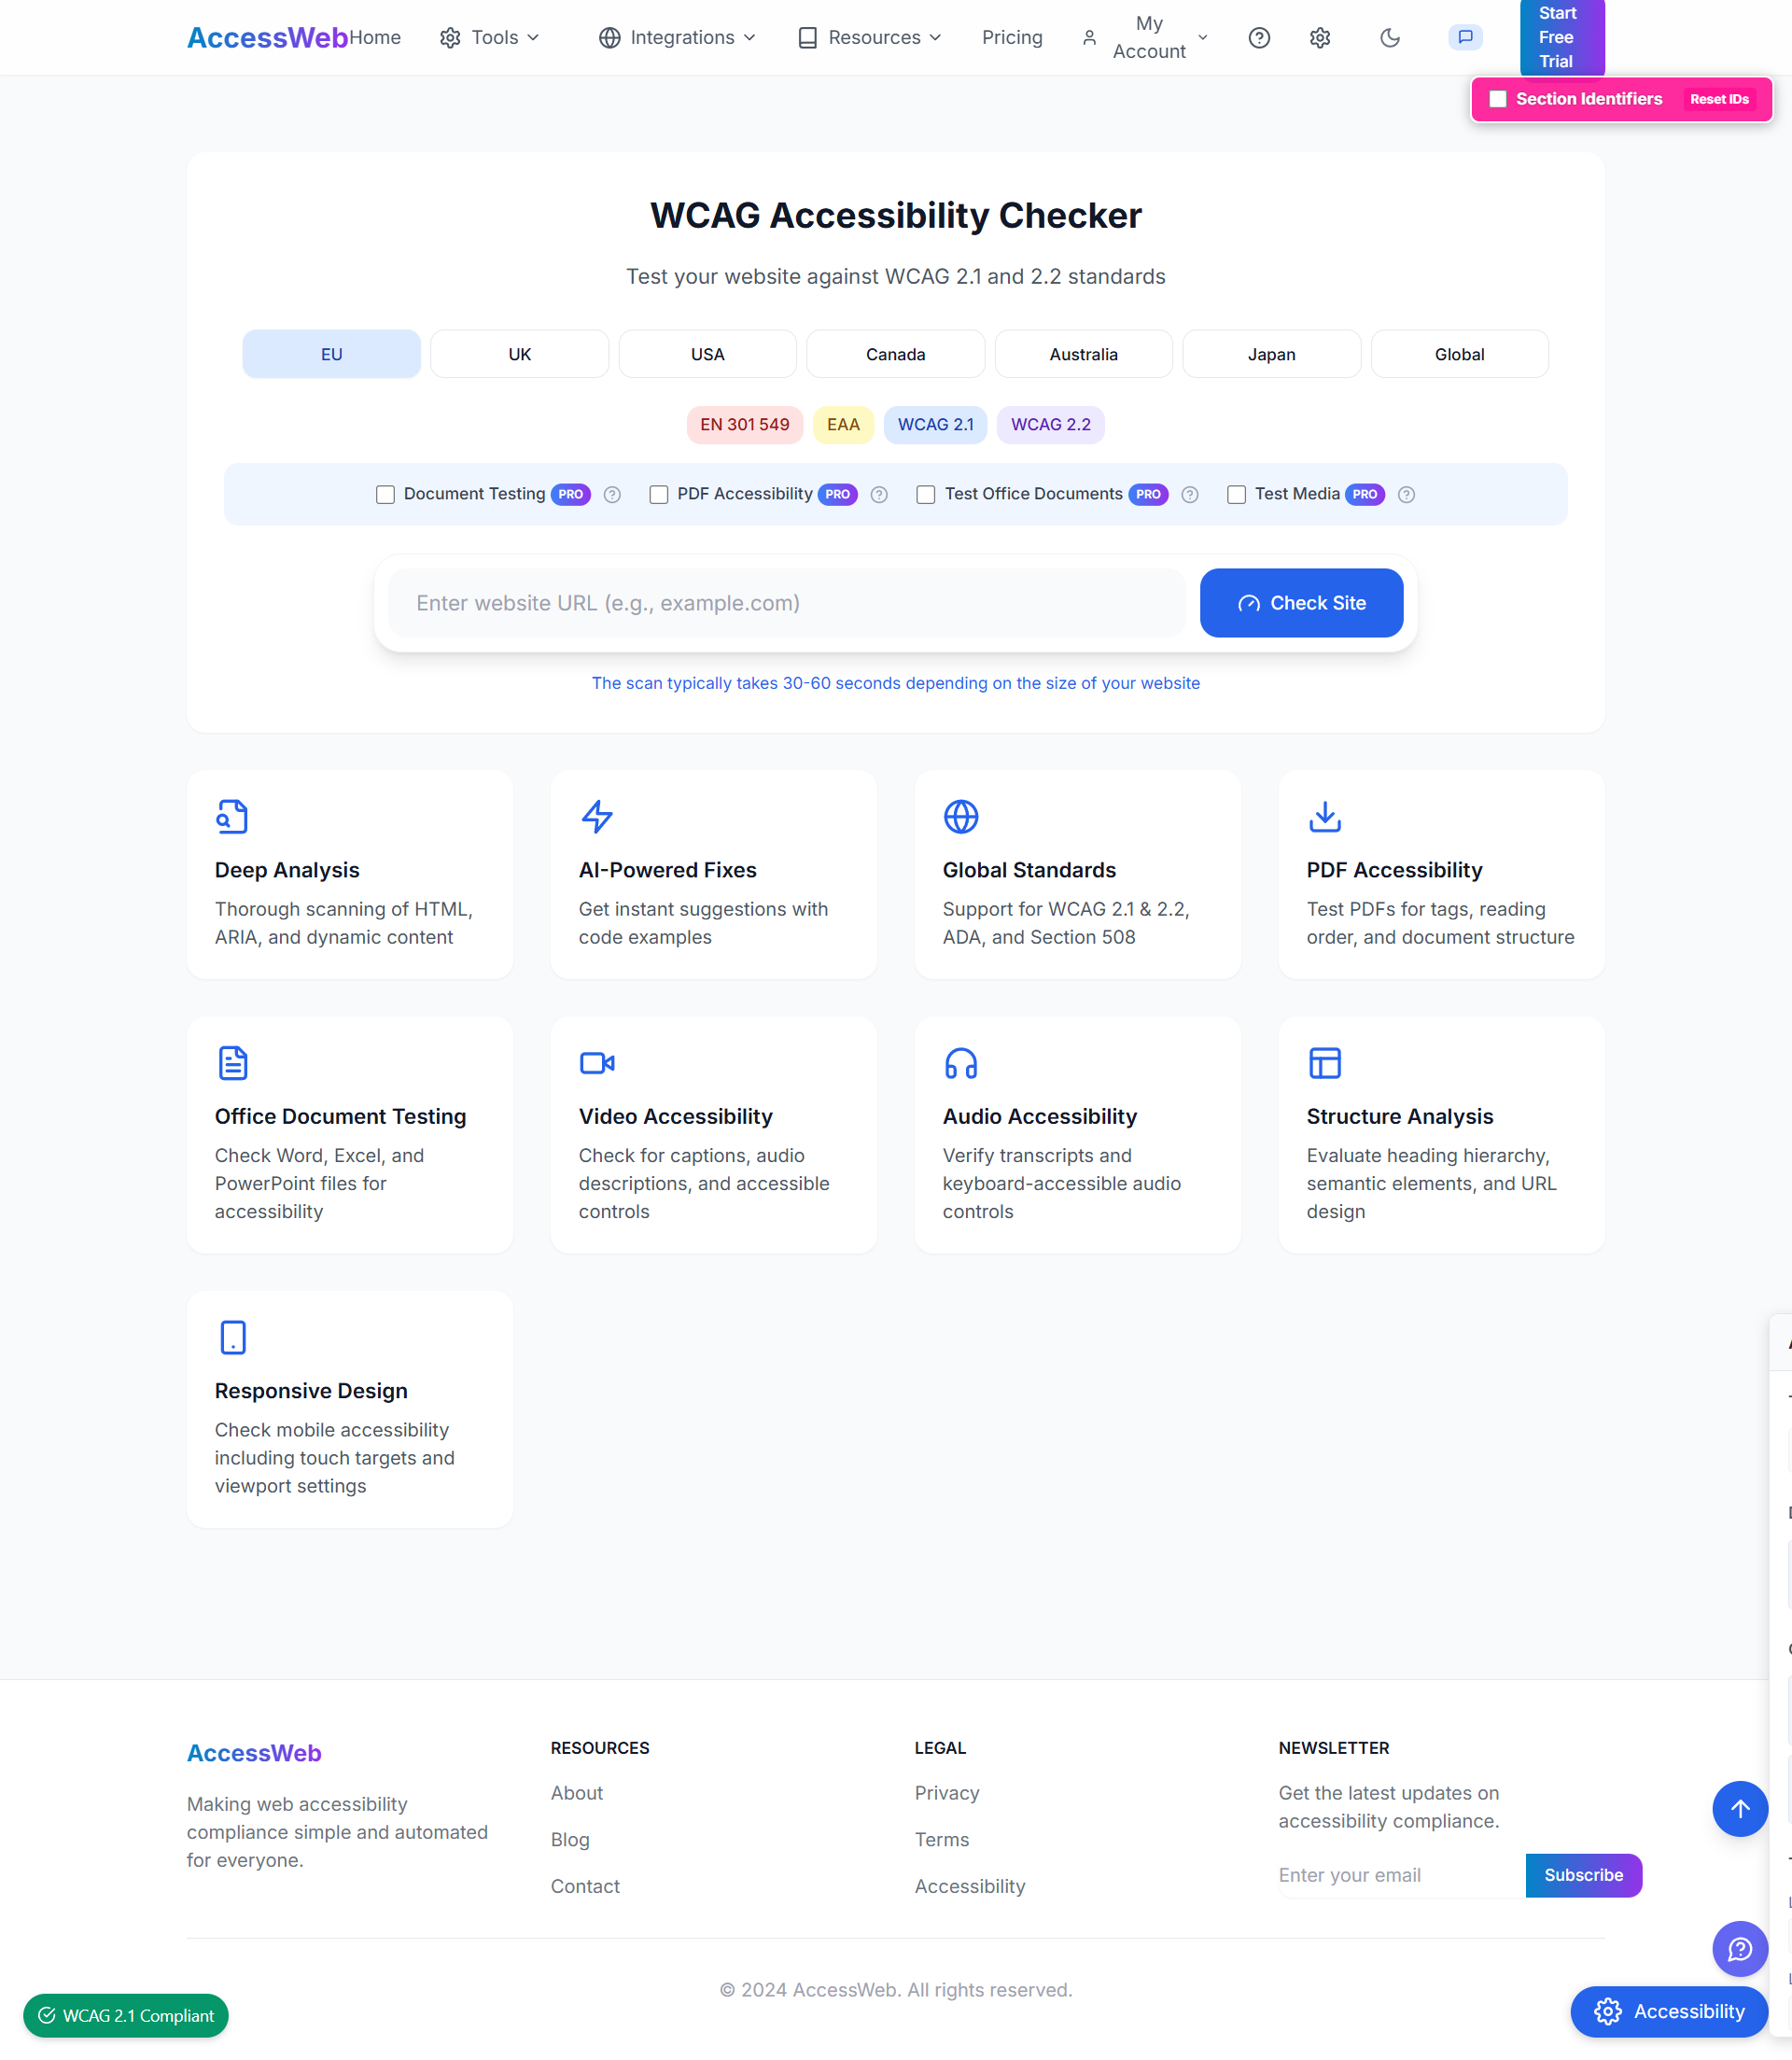 AccessWeb
Home
Tools
Integrations
Resources
Pricing
My
Account
Start
Free
Trial
Section Identifiers
Reset IDs
WCAG Accessibility Checker
Test your website against WCAG 2.1 and 2.2 standards
EU
UK
USA
Canada
Australia
Japan
Global
EN 301 549
EAA
WCAG 2.1
WCAG 2.2
Document Testing PRO
PDF Accessibility PRO
Test Office Documents PRO
Test Media PRO
Enter website URL (e.g., example.com)
Check Site
The scan typically takes 30-60 seconds depending on the size of your website
Deep Analysis
Thorough scanning of HTML,
ARIA, and dynamic content
AI-Powered Fixes
Get instant suggestions with
code examples
Global Standards
Support for WCAG 2.1 & 2.2,
ADA, and Section 508
PDF Accessibility
Test PDFs for tags, reading
order, and document structure
Office Document Testing
Check Word, Excel, and
PowerPoint files for
accessibility
Video Accessibility
Check for captions, audio
descriptions, and accessible
controls
Audio Accessibility
Verify transcripts and
keyboard-accessible audio
controls
Structure Analysis
Evaluate heading hierarchy,
semantic elements, and URL
design
Responsive Design
Check mobile accessibility
including touch targets and
viewport settings
AccessWeb
Making web accessibility
compliance simple and automated
for everyone.
RESOURCES
About
Blog
Contact
LEGAL
Privacy
Terms
Accessibility
NEWSLETTER
Get the latest updates on
accessibility compliance.
Enter your email
Subscribe
© 2024 AccessWeb. All rights reserved.
WCAG 2.1 Compliant
Accessibility